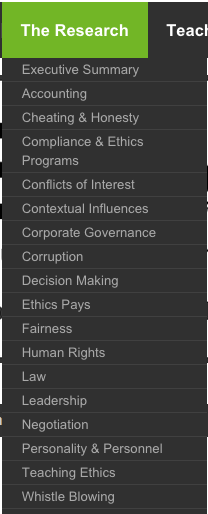 The Research Teach
Executive Summary
Accounting
Cheating & Honesty
Compliance & Ethics
Programs
Conflicts of Interest
Contextual Influences
Corporate Governance
Corruption
Decision Making
Ethics Pays
Fairness
Human Rights
Law
Leadership
Negotiation
Personality & Personnel
Teaching Ethics
Whistle Blowing